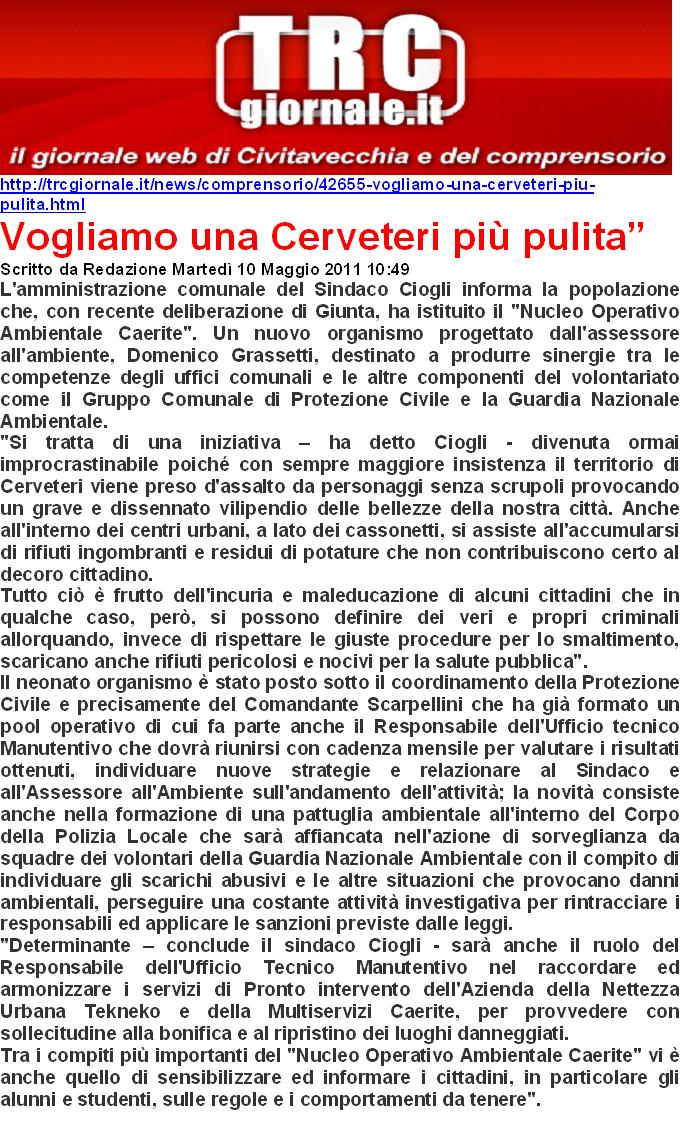 TRC
giornale.it
il giornale web di Civitavecchia e del comprensorio
http://trcgiornale.it/news/comprensorio/42655-vogliamo-una-cerveteri-piu-
pulita.html
Vogliamo una Cerveteri più pulita”
Scritto da Redazione Martedì 10 Maggio 2011 10:49
L'amministrazione comunale del Sindaco Ciogli informa la popolazione
che, con recente deliberazione di Giunta, ha istituito il "Nucleo Operativo
Ambientale Caerite". Un nuovo organismo progettato dall'assessore
all'ambiente, Domenico Grassetti, destinato a produrre sinergie tra le
competenze degli uffici comunali e le altre componenti del volontariato
come il Gruppo Comunale di Protezione Civile e la Guardia Nazionale
Ambientale.
"Si tratta di una iniziativa – ha detto Ciogli - divenuta ormai
improcrastinabile poiché con sempre maggiore insistenza il territorio di
Cerveteri viene preso d'assalto da personaggi senza scrupoli provocando
un grave e dissennato vilipendio delle bellezze della nostra città. Anche
all'interno dei centri urbani, a lato dei cassonetti, si assiste all'accumularsi
di rifiuti ingombranti e residui di potature che non contribuiscono certo al
decoro cittadino.
Tutto ciò è frutto dell'incuria e maleducazione di alcuni cittadini che in
qualche caso, però, si possono definire dei veri e propri criminali
allorquando, invece di rispettare le giuste procedure per lo smaltimento,
scaricano anche rifiuti pericolosi e nocivi per la salute pubblica".
Il neonato organismo è stato posto sotto il coordinamento della Protezione
Civile e precisamente del Comandante Scarpellini che ha già formato un
pool operativo di cui fa parte anche il Responsabile dell'Ufficio tecnico
Manutentivo che dovrà riunirsi con cadenza mensile per valutare i risultati
ottenuti, individuare nuove strategie e relazionare al Sindaco e
all'Assessore all'Ambiente sull'andamento dell'attività; la novità consiste
anche nella formazione di una pattuglia ambientale all'interno del Corpo
della Polizia Locale che sarà affiancata nell'azione di sorveglianza da
squadre dei volontari della Guardia Nazionale Ambientale con il compito di
individuare gli scarichi abusivi e le altre situazioni che provocano danni
ambientali, perseguire una costante attività investigativa per rintracciare i
responsabili ed applicare le sanzioni previste dalle leggi.
"Determinante – conclude il sindaco Ciogli - sarà anche il ruolo del
Responsabile dell'Ufficio Tecnico Manutentivo nel raccordare ed
armonizzare i servizi di Pronto intervento dell'Azienda della Nettezza
Urbana Tekneko e della Multiservizi Caerite, per provvedere con
sollecitudine alla bonifica e al ripristino dei luoghi danneggiati.
Tra i compiti più importanti del "Nucleo Operativo Ambientale Caerite" vi è
anche quello di sensibilizzare ed informare i cittadini, in particolare gli
alunni e studenti, sulle regole e i comportamenti da tenere".